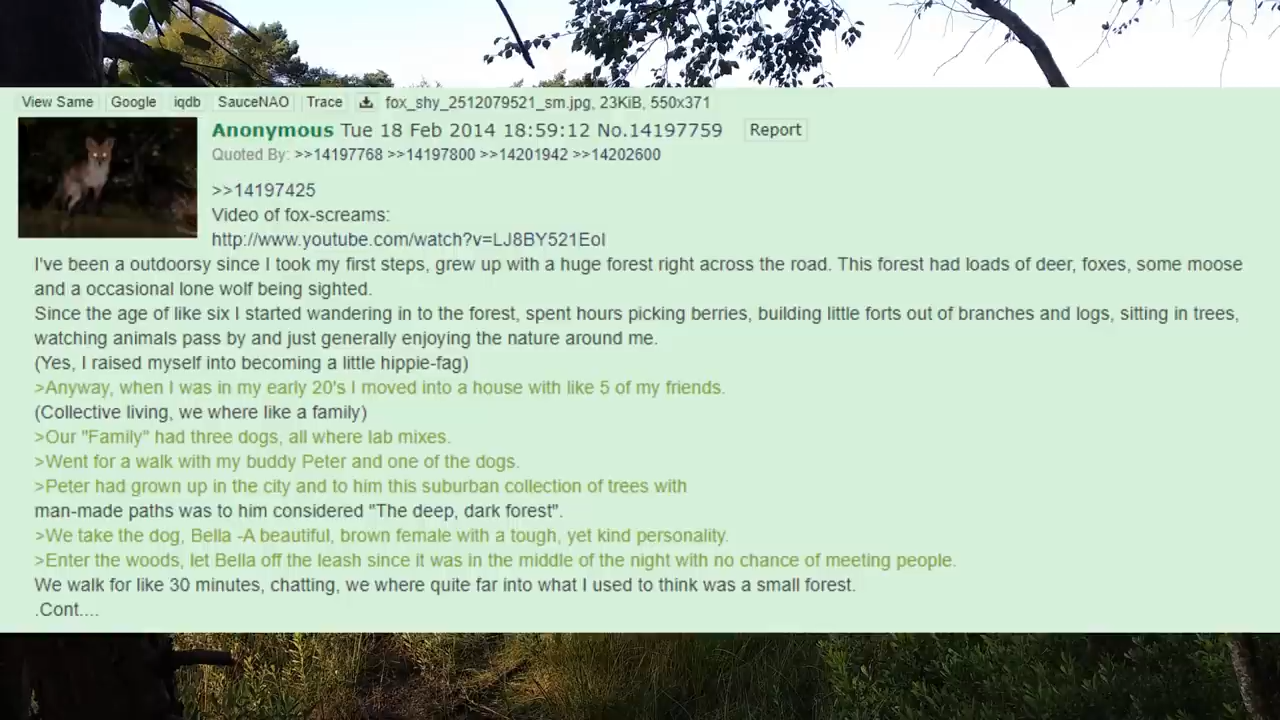 View Same Google iqdb SauceNAO Trace fox_shy_2512079521_sm.jpg, 23KiB, 550x371
Anonymous Tue 18 Feb 2014 18:59:12 No.14197759 Report
Quoted By: >>14197768 >>14197800 >>14201942 >>14202600
>>14197425
Video of fox-screams:
http://www.youtube.com/watch?v=LJ8BY521EoI
I've been a outdoorsy since I took my first steps, grew up with a huge forest right across the road. This forest had loads of deer, foxes, some moose
and a occasional lone wolf being sighted.
Since the age of like six I started wandering in to the forest, spent hours picking berries, building little forts out of branches and logs, sitting in trees,
watching animals pass by and just generally enjoying the nature around me.
(Yes, I raised myself into becoming a little hippie-fag)
>Anyway, when I was in my early 20's I moved into a house with like 5 of my friends.
(Collective living, we where like a family)
>Our "Family" had three dogs, all where lab mixes.
>Went for a walk with my buddy Peter and one of the dogs.
>Peter had grown up in the city and to him this suburban collection of trees with
man-made paths was to him considered "The deep, dark forest".
>We take the dog, Bella -A beautiful, brown female with a tough, yet kind personality.
>Enter the woods, let Bella off the leash since it was in the middle of the night with no chance of meeting people.
We walk for like 30 minutes, chatting, we where quite far into what I used to think was a small forest.
.Cont....